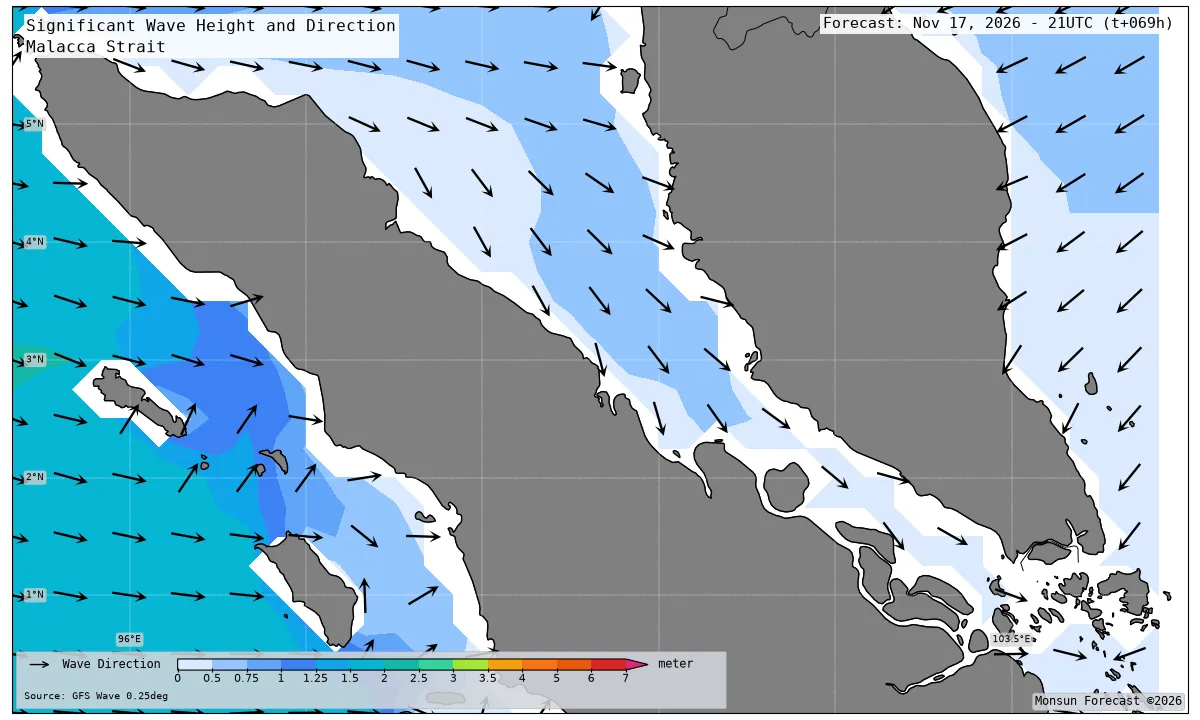 Significant Wave Height and Direction
Malacca Strait
Forecast: Nov 17, 2026 - 21UTC (t+069h)
5°N
4°N
3°N
2°N
1°N
96°E
103.5°E
Wave Direction
meter
0 0.5 0.75 1 1.25 1.5 2 2.5 3 3.5 4 5 6 7
Source: GFS Wave 0.25deg
Monsun Forecast ©2026